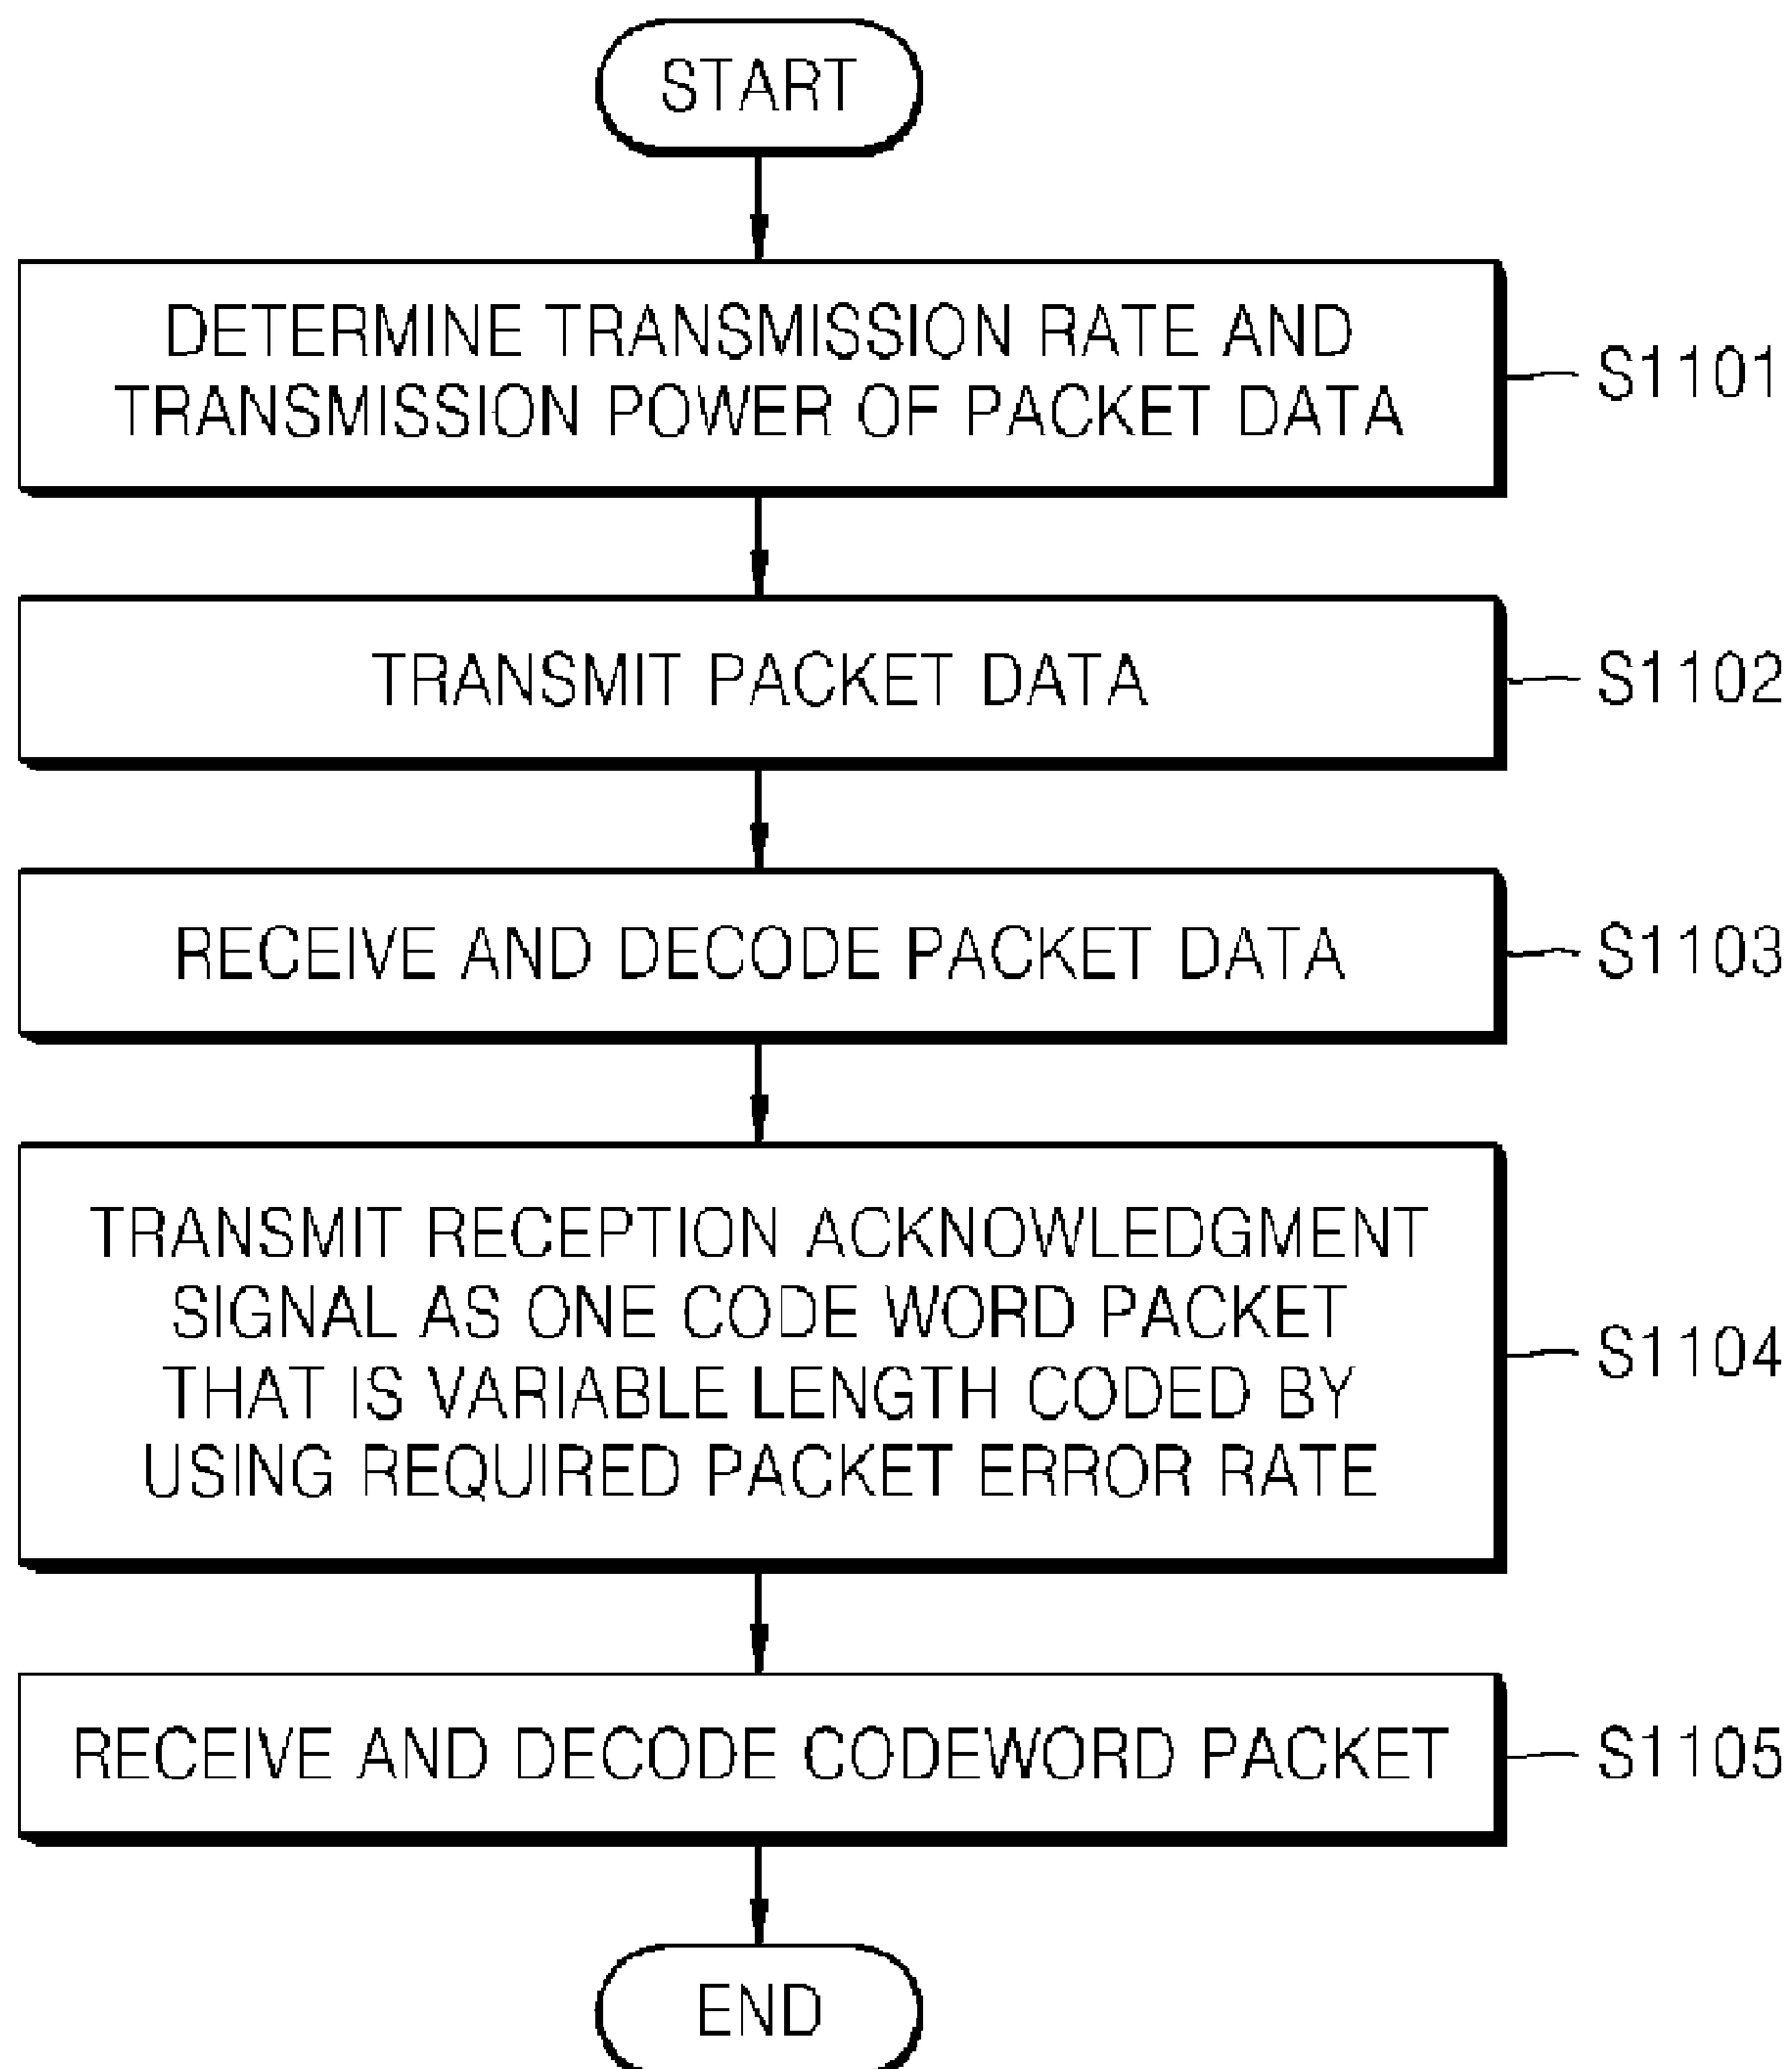 START
DETERMINE TRANSMISSION RATE AND
TRANSMISSION POWER OF PACKET DATA
S1101
TRANSMIT PACKET DATA
S1102
RECEIVE AND DECODE PACKET DATA
S1103
TRANSMIT RECEPTION ACKNOWLEDGMENT
SIGNAL AS ONE CODE WORD PACKET
THAT IS VARIABLE LENGTH CODED BY
USING REQUIRED PACKET ERROR RATE
S1104
RECEIVE AND DECODE CODEWORD PACKET
S1105
END